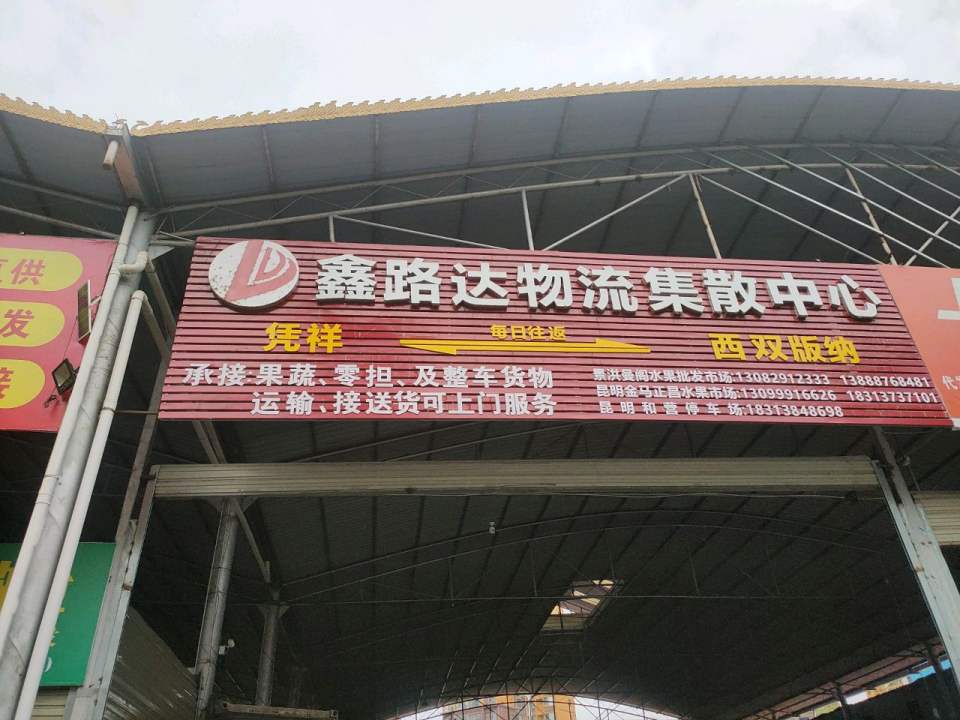 鑫路达物流集散中心
凭祥 每日往返 西双版纳
承接:果蔬、零担、及整车货物
运输、接送货可上门服务
景洪曼阁水果批发市场:13082912333 13888768481
昆明金马正昌水果市场:13099916626 18313737101
昆明和营停车场:18313848698
直供
发
接
代